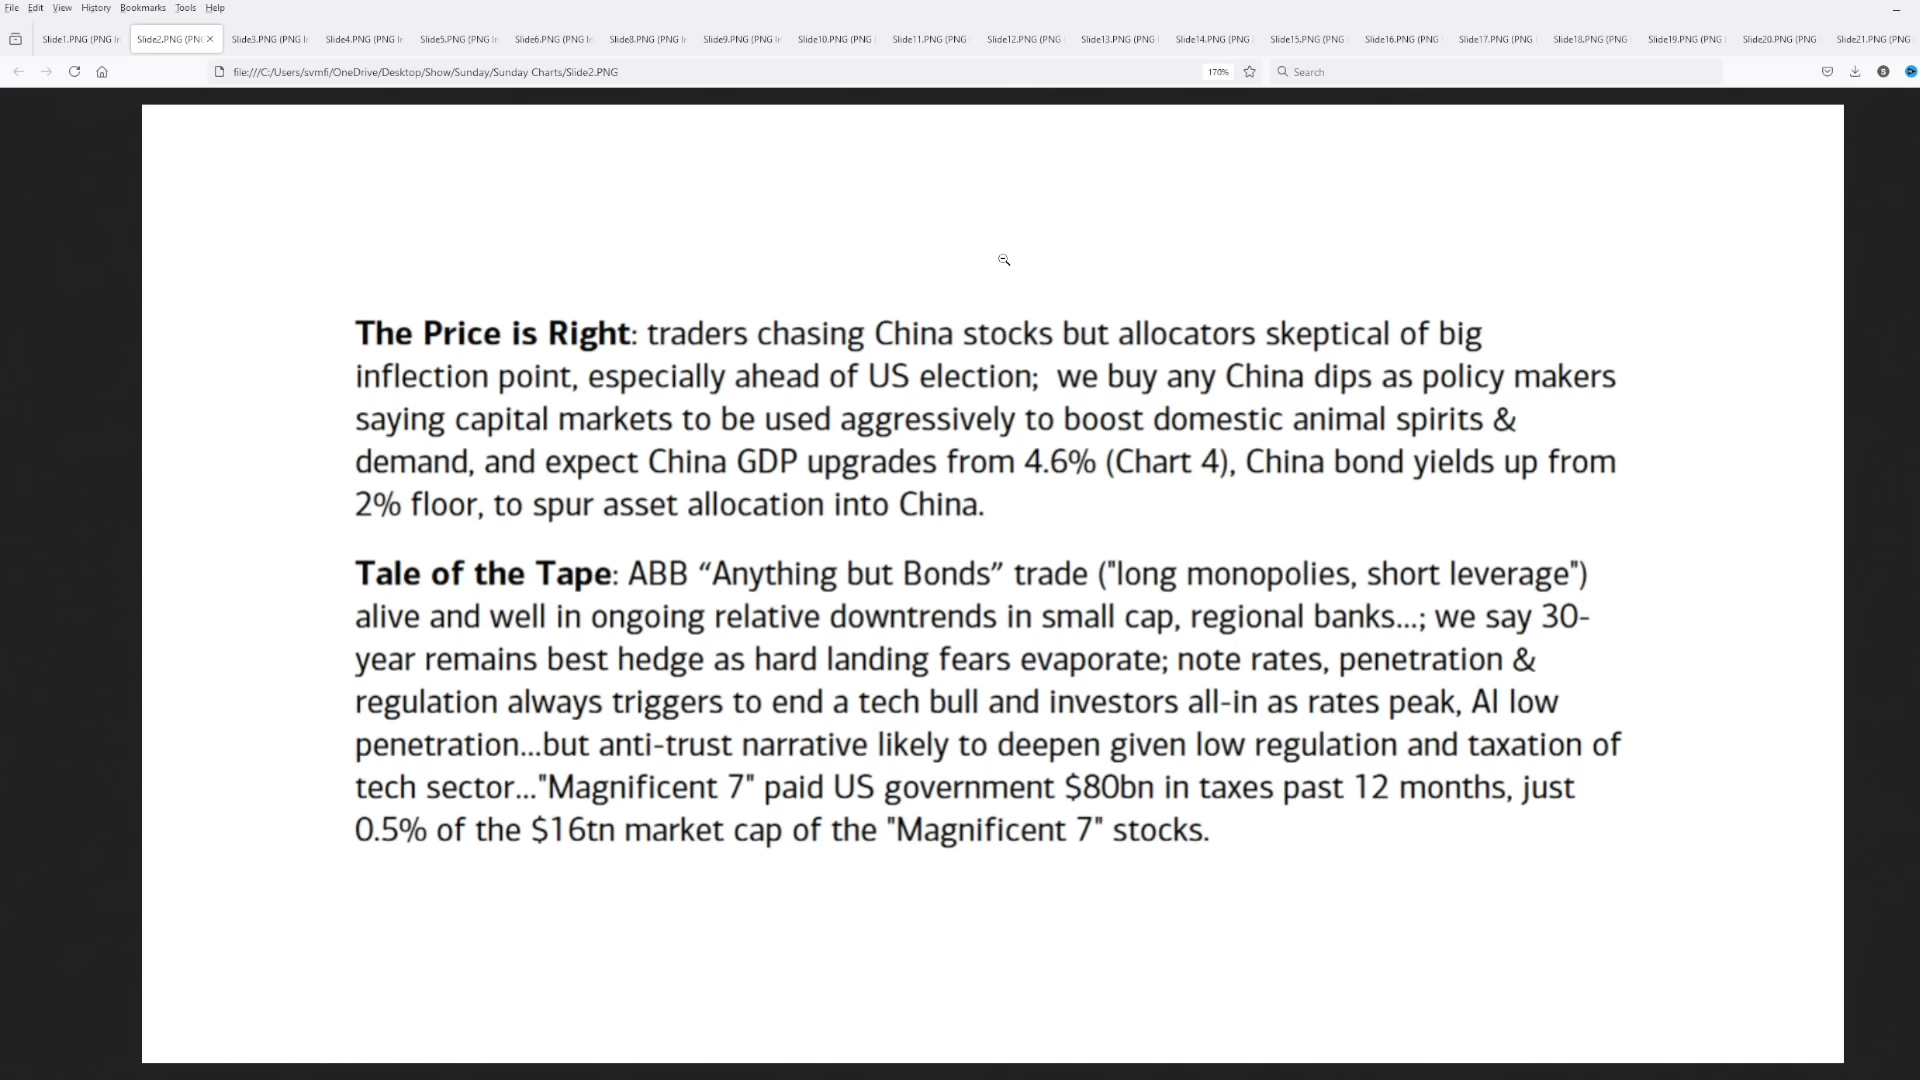 File Edit View History Bookmarks Tools Help
Slide1.PNG (PNG Ir Slide2.PNG (PNG Slide3.PNG (PNG I Slide4.PNG (PNG Ir Slide5.PNG (PNG Ir Slide6.PNG (PNG Ir Slide8.PNG (PNG Ir Slide9.PNG (PNG Ir Slide10.PNG (PNG Slide11.PNG (PNG Slide12.PNG (PNG Slide13.PNG (PNG Slide14.PNG (PNG Slide15.PNG (PNG Slide16.PNG (PNG Slide17.PNG (PNG Slide18.PNG (PNG Slide19.PNG (PNG Slide20.PNG (PNG Slide21.PNG (PNG
file:///C:/Users/svmfi/OneDrive/Desktop/Show/Sunday/Sunday Charts/Slide2.PNG 170% Search S
The Price is Right: traders chasing China stocks but allocators skeptical of big
inflection point, especially ahead of US election; we buy any China dips as policy makers
saying capital markets to be used aggressively to boost domestic animal spirits &
demand, and expect China GDP upgrades from 4.6% (Chart 4), China bond yields up from
2% floor, to spur asset allocation into China.
Tale of the Tape: ABB “Anything but Bonds” trade ("long monopolies, short leverage")
alive and well in ongoing relative downtrends in small cap, regional banks...; we say 30-
year remains best hedge as hard landing fears evaporate; note rates, penetration &
regulation always triggers to end a tech bull and investors all-in as rates peak, AI low
penetration...but anti-trust narrative likely to deepen given low regulation and taxation of
tech sector..."Magnificent 7" paid US government $80bn in taxes past 12 months, just
0.5% of the $16tn market cap of the "Magnificent 7" stocks.